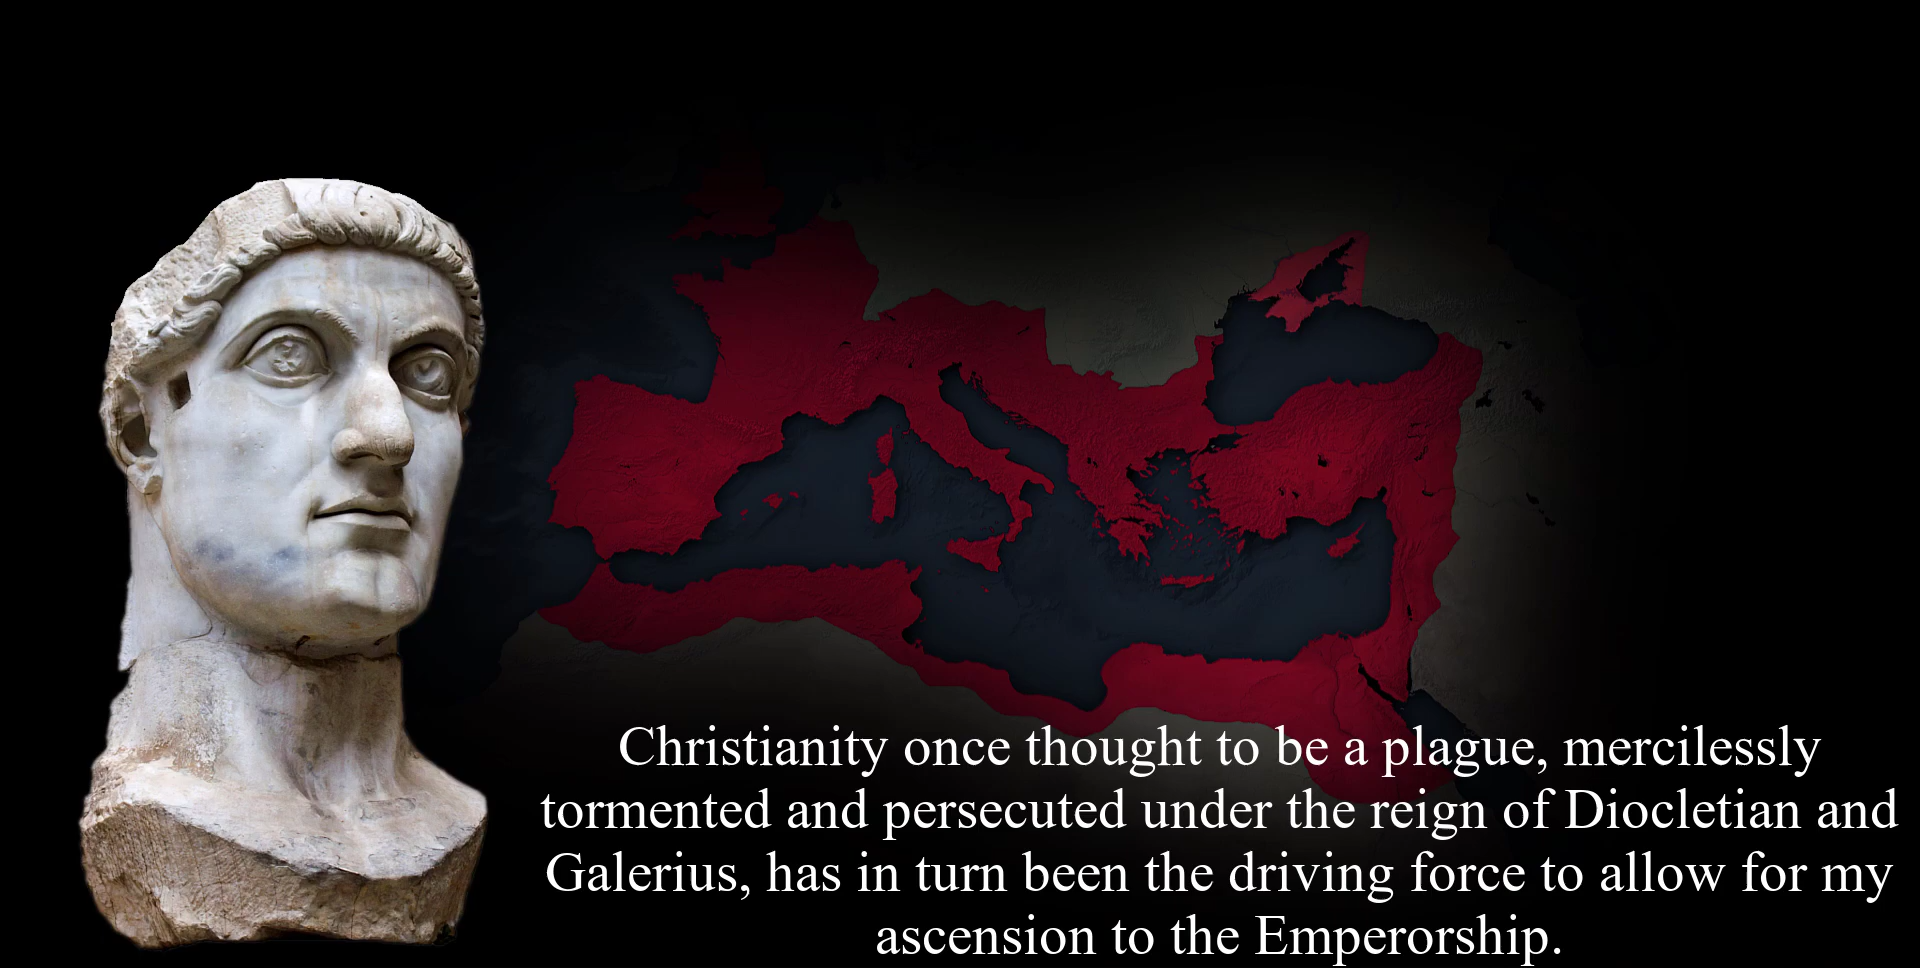 Christianity once thought to be a plague, mercilessly
tormented and persecuted under the reign of Diocletian and
Galerius, has in turn been the driving force to allow for my
ascension to the Emperorship.